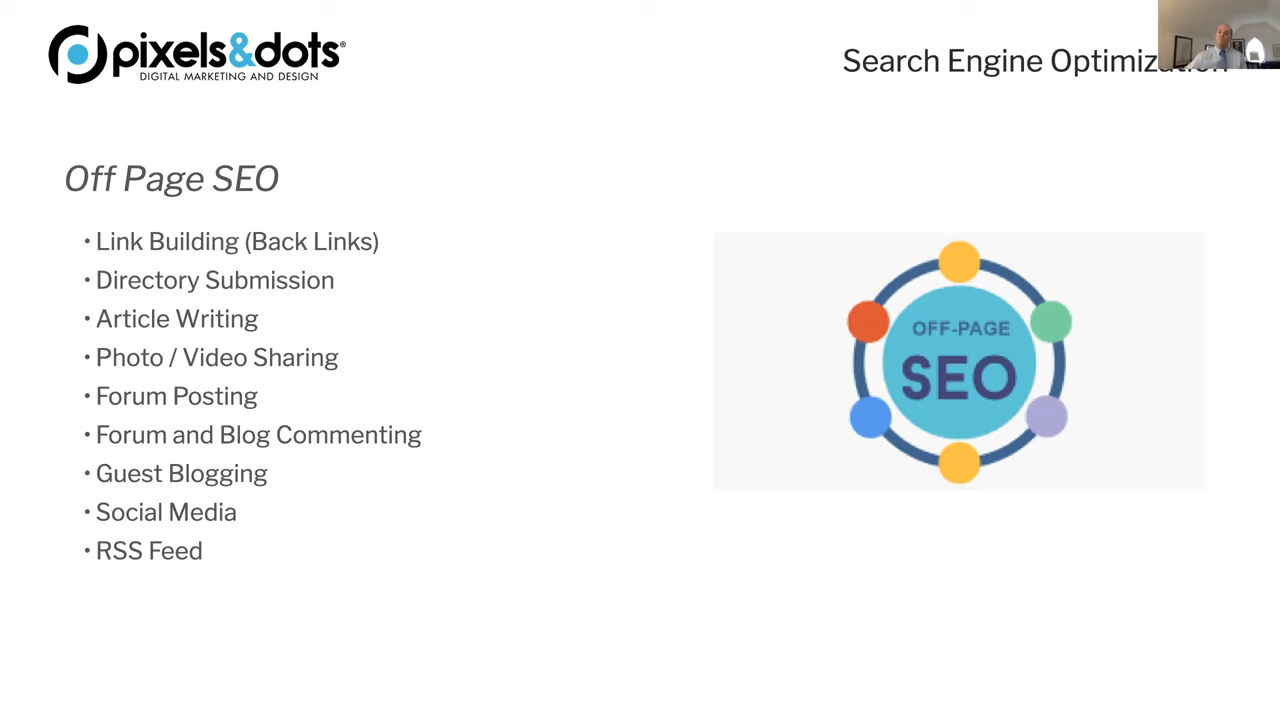 pixels&dots®
DIGITAL MARKETING AND DESIGN
Search Engine
Off Page SEO
• Link Building (Back Links)
• Directory Submission
• Article Writing
• Photo / Video Sharing
• Forum Posting
• Forum and Blog Commenting
• Guest Blogging
• Social Media
• RSS Feed
OFF-PAGE
SEO